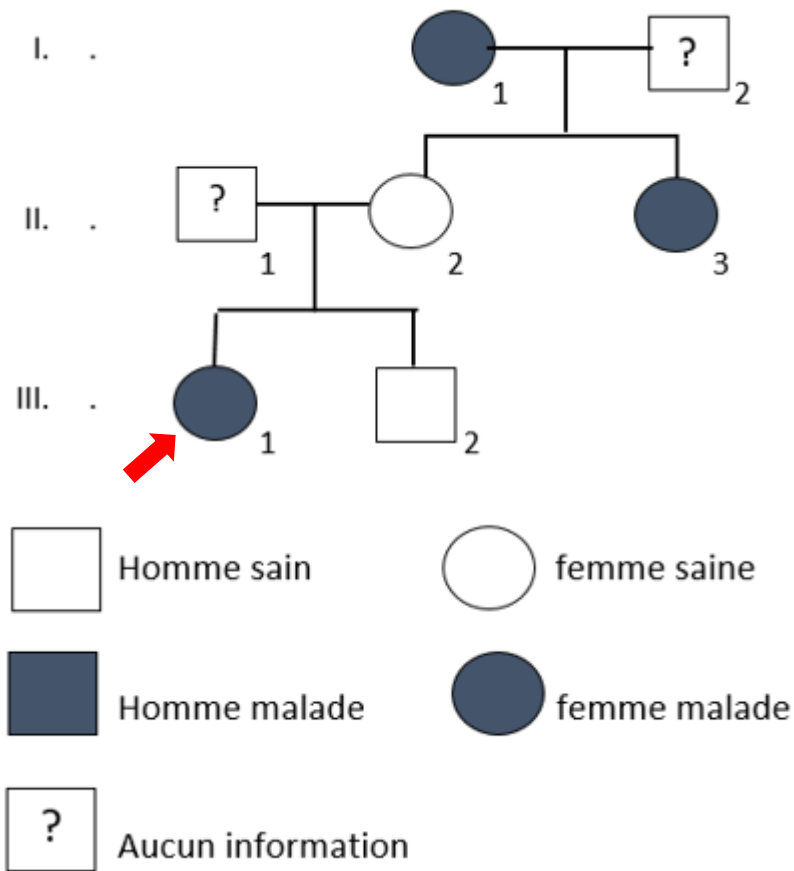 I. .
?
1
2
II. .
?
1
2
3
III. .
1
2
Homme sain
femme saine
Homme malade
femme malade
?
Aucun information